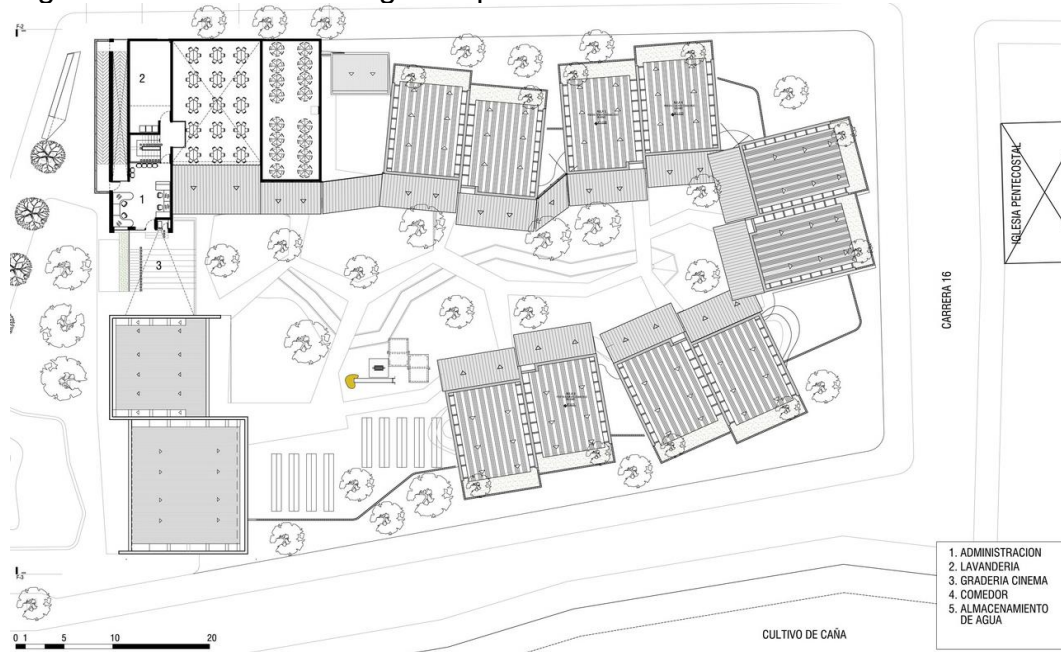 2
1
3
IGLESIA PENTECOSTAL
CARRERA 16
1. ADMINISTRACION
2. LAVANDERIA
3. GRADERIA CINEMA
4. COMEDOR
5. ALMACENAMIENTO
DE AGUA
CULTIVO DE CAÑA
0 1 5 10 20